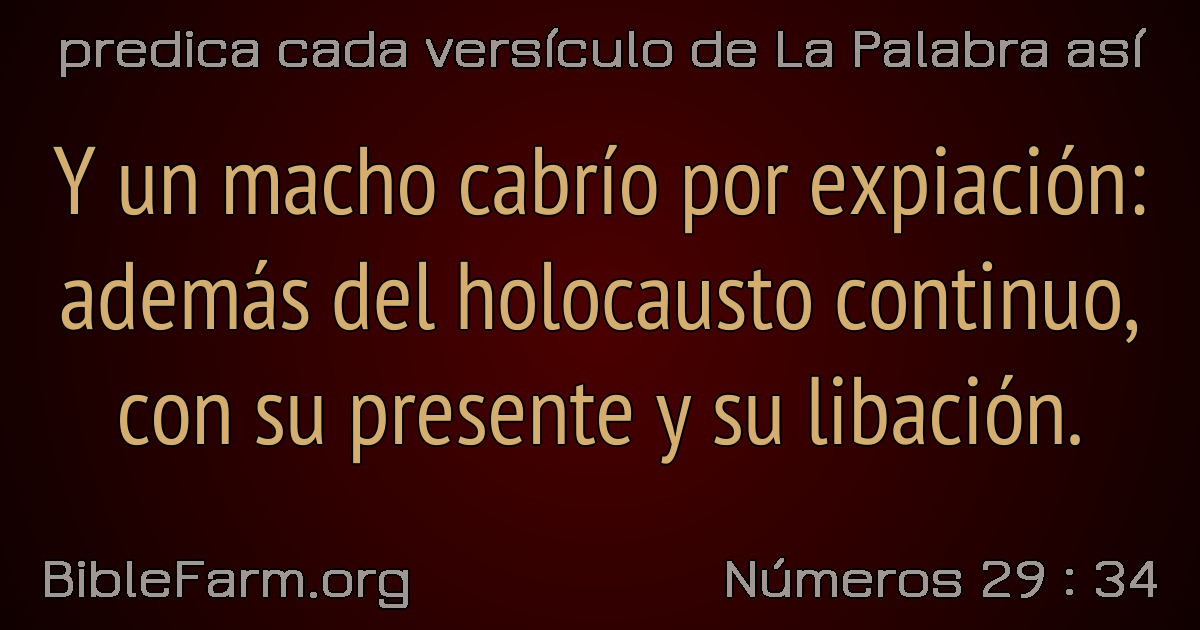 predica cada versículo de La Palabra así
Y un macho cabrío por expiación:
además del holocausto continuo,
con su presente y su libación.
BibleFarm.org
Números 29 : 34